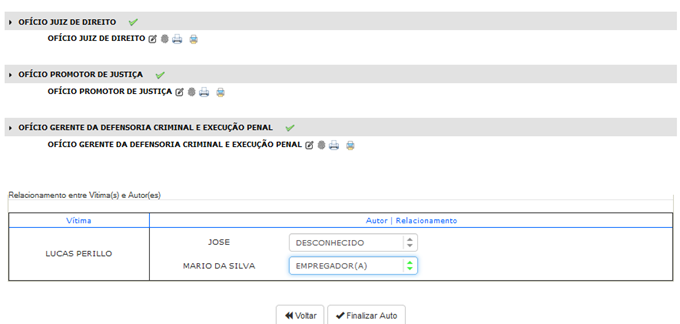 OFÍCIO JUIZ DE DIREITO
OFÍCIO JUIZ DE DIREITO
OFÍCIO PROMOTOR DE JUSTIÇA
OFÍCIO PROMOTOR DE JUSTIÇA
OFÍCIO GERENTE DA DEFENSORIA CRIMINAL E EXECUÇÃO PENAL
OFÍCIO GERENTE DA DEFENSORIA CRIMINAL E EXECUÇÃO PENAL
Relacionamento entre Vítima(s) e Autor(es)
Vítima Autor | Relacionamento
JOSE DESCONHECIDO
LUCAS PERILLO
MARIO DA SILVA EMPREGADOR(A)
Voltar Finalizar Auto